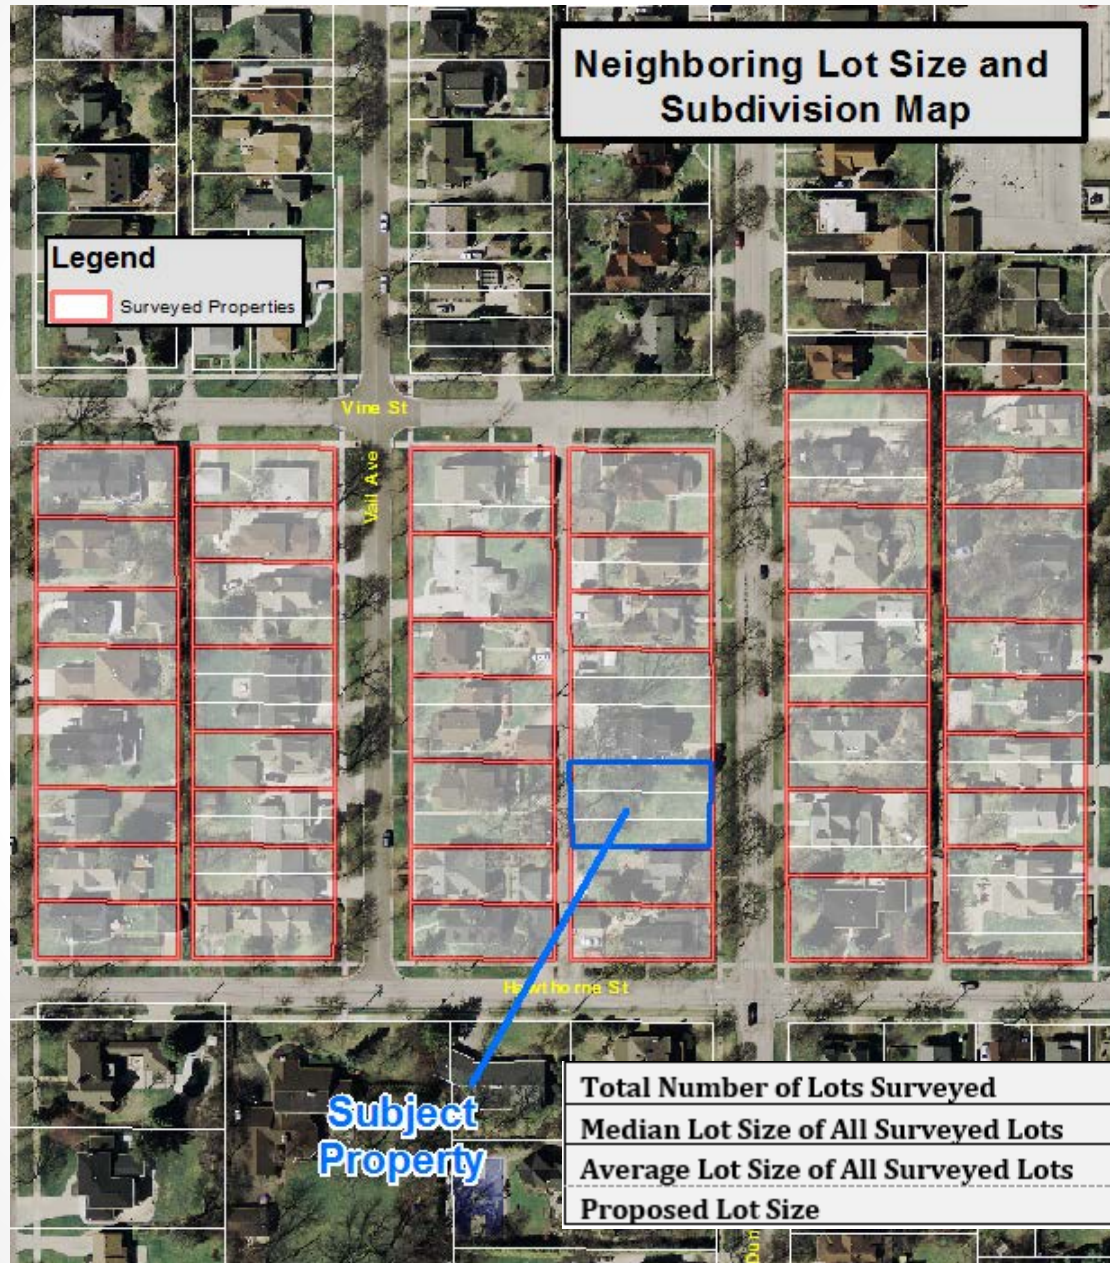 Neighboring Lot Size and
Subdivision Map
Legend
Surveyed Properties
Vine St
Vail Ave
Hawthorne St
Subject
Property
Total Number of Lots Surveyed
Median Lot Size of All Surveyed Lots
Average Lot Size of All Surveyed Lots
Proposed Lot Size
Dun